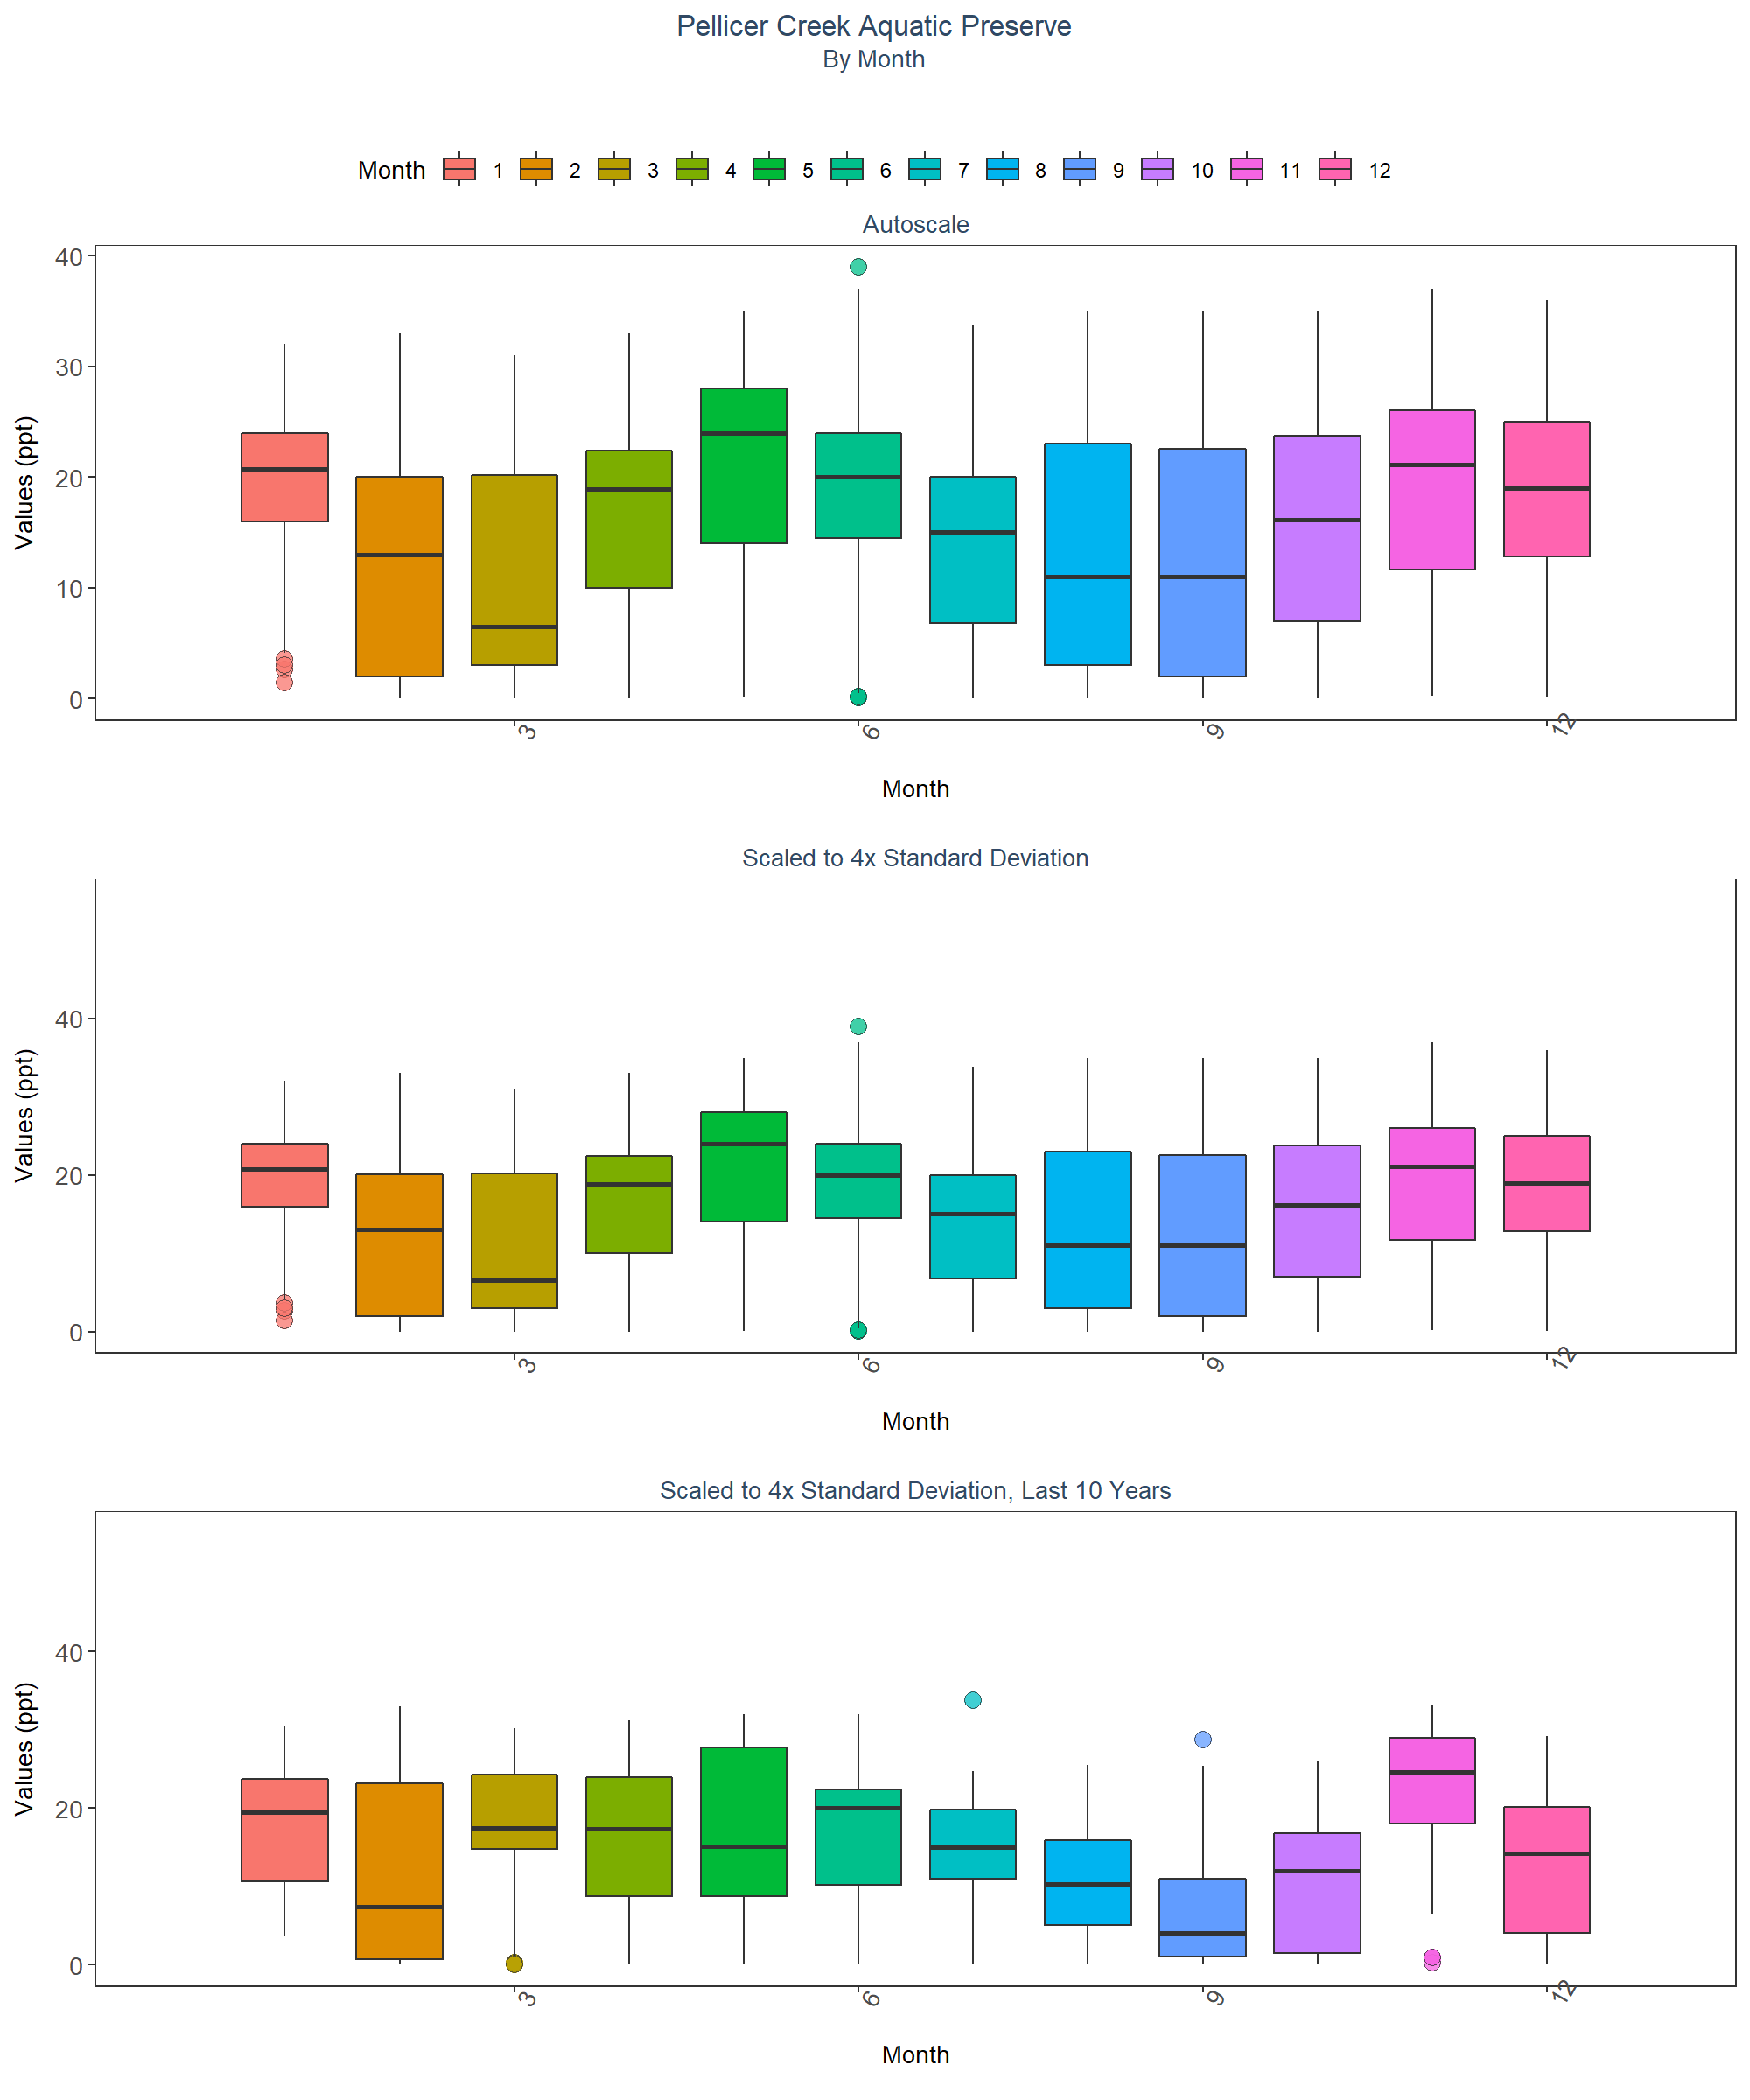 Pellicer Creek Aquatic Preserve
By Month
Month 1 2 3 4 5 6 7 8 9 10 11 12
Autoscale
Values (ppt)
40
30
20
10
0
3 6 9 12
Month
Scaled to 4x Standard Deviation
Values (ppt)
40
20
0
3 6 9 12
Month
Scaled to 4x Standard Deviation, Last 10 Years
Values (ppt)
40
20
0
3 6 9 12
Month